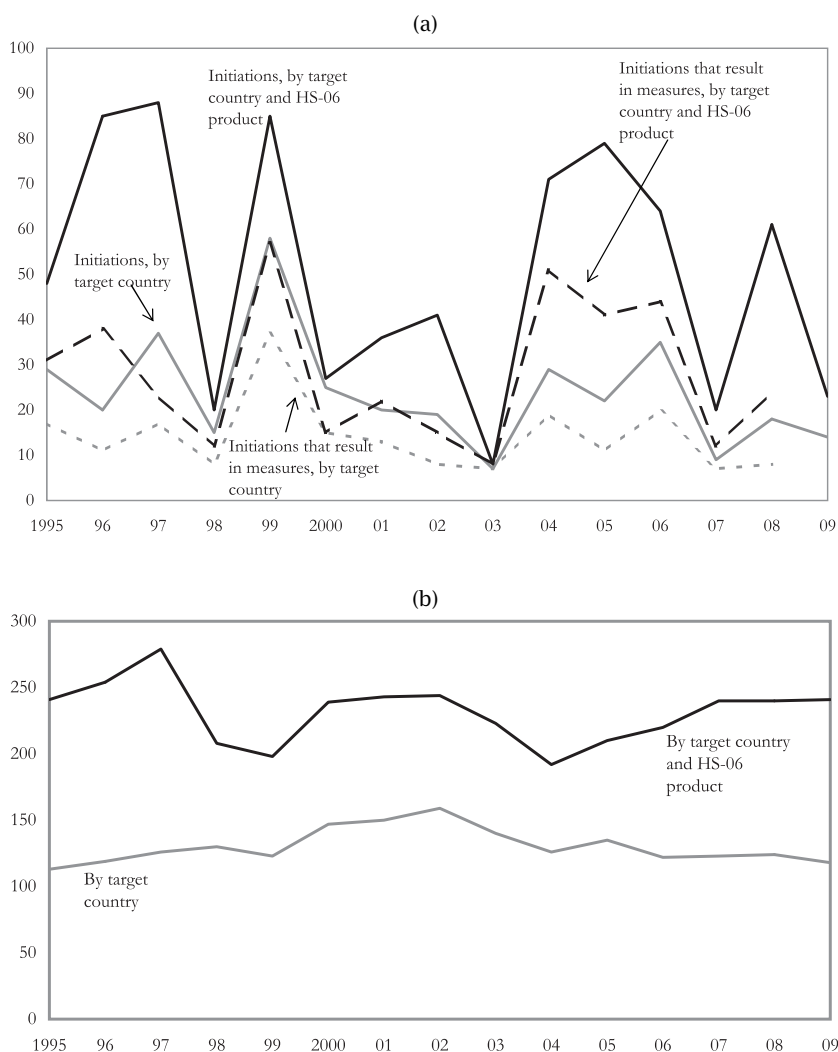 (a)
100
90
80
70
60
50
40
30
20
10
0
Initiations, by target
country and HS-06
product
Initiations that result
in measures, by target
country and HS-06
product
Initiations, by
target country
Initiations that result
in measures, by target
country
1995 96 97 98 99 2000 01 02 03 04 05 06 07 08 09
(b)
300
250
200
150
100
50
0
By target country
and HS-06
product
By target
country
1995 96 97 98 99 2000 01 02 03 04 05 06 07 08 09